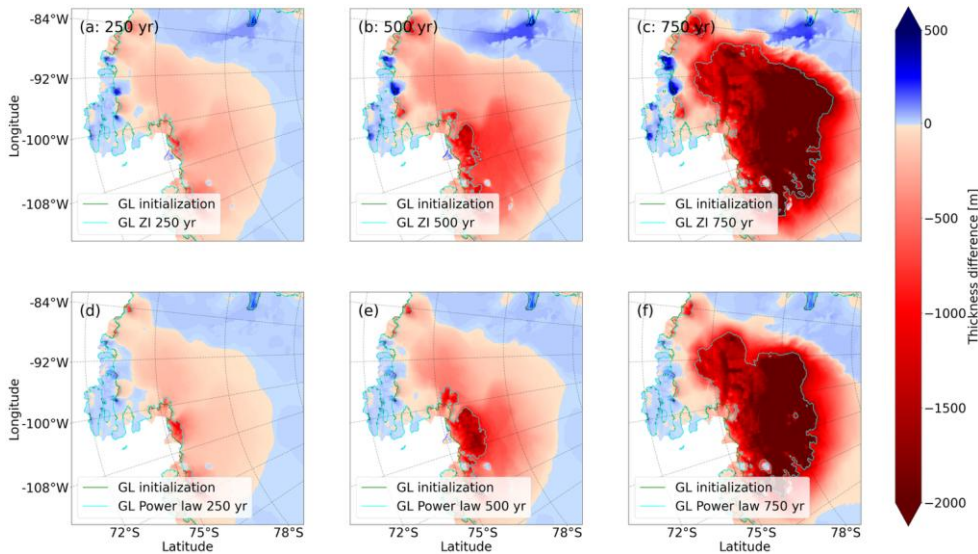 (a: 250 yr)
(b: 500 yr)
(c: 750 yr)
-84°W
-92°W
-100°W
-108°W
Longitude
GL initialization
GL ZI 250 yr
GL initialization
GL ZI 500 yr
GL initialization
GL ZI 750 yr
(d)
(e)
(f)
-84°W
-92°W
-100°W
-108°W
Longitude
GL initialization
GL Power law 250 yr
GL initialization
GL Power law 500 yr
GL initialization
GL Power law 750 yr
72°S 75°S 78°S
Latitude
72°S 75°S 78°S
Latitude
72°S 75°S 78°S
Latitude
500
0
−500
−1000
−1500
−2000
Thickness difference [m]